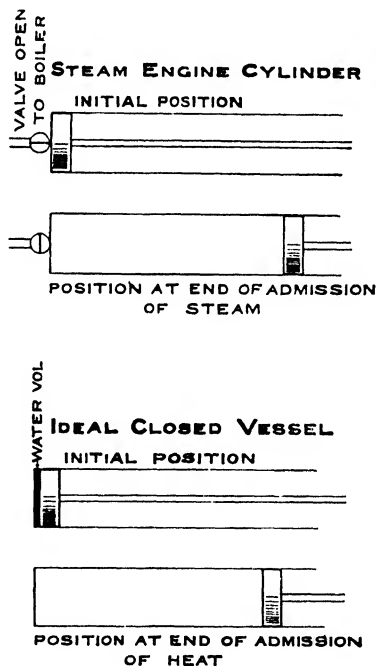 VALVE OPEN
TO BOILER
STEAM ENGINE CYLINDER
INITIAL POSITION
POSITION AT END OF ADMISSION
OF STEAM
WATER VOL
IDEAL CLOSED VESSEL
INITIAL POSITION
POSITION AT END OF ADMISSION
OF HEAT